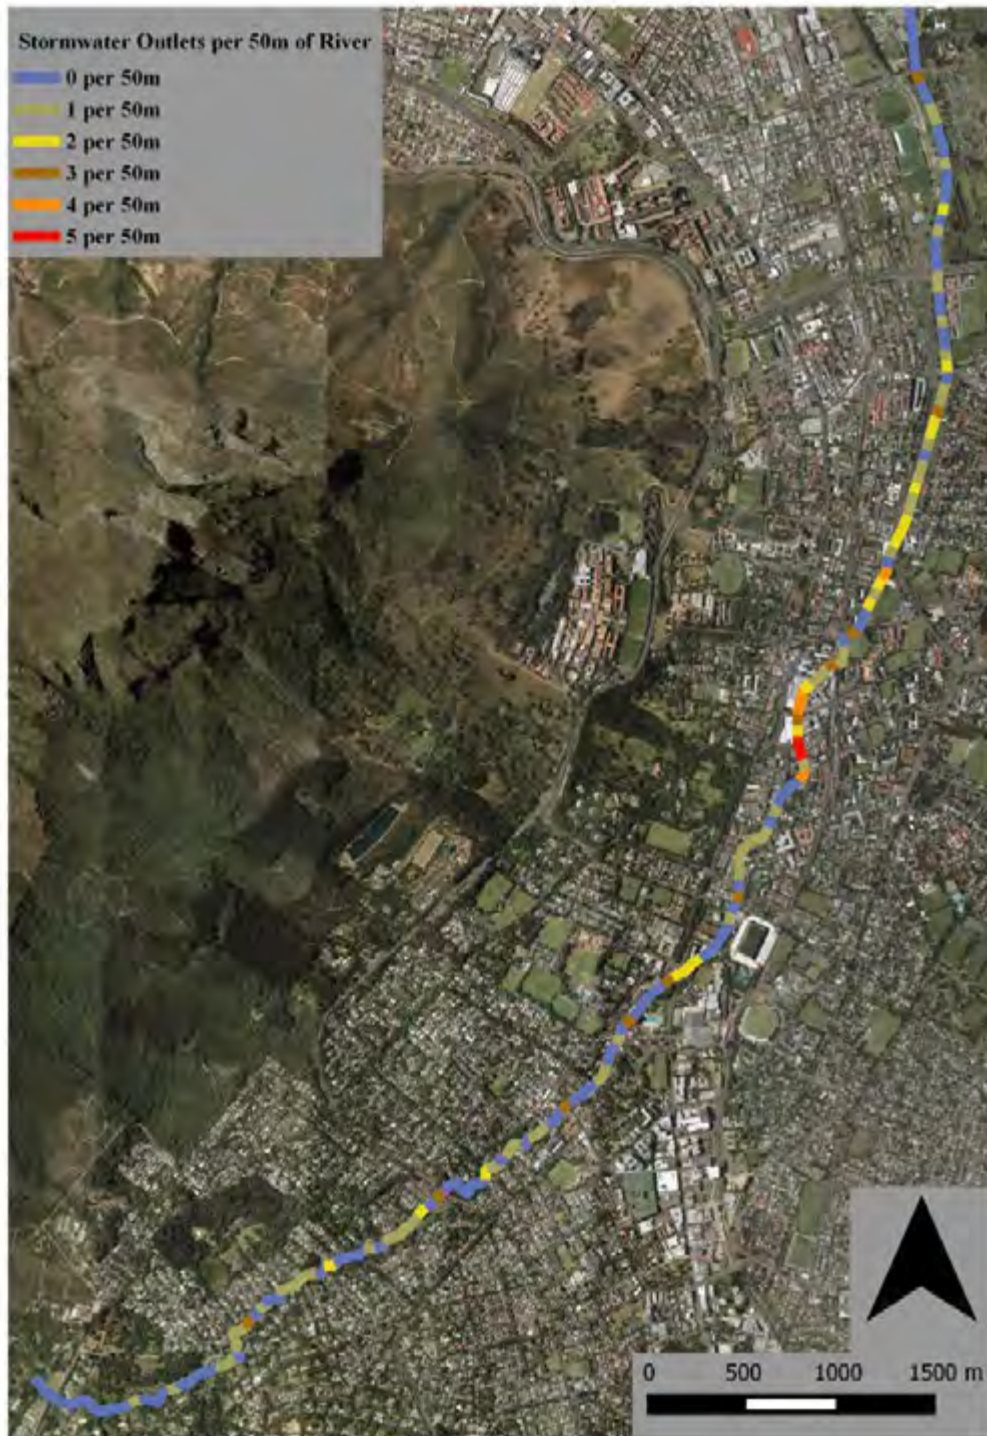 Stormwater Outlets per 50m of River
0 per 50m
1 per 50m
2 per 50m
3 per 50m
4 per 50m
5 per 50m
0 500 1000 1500 m